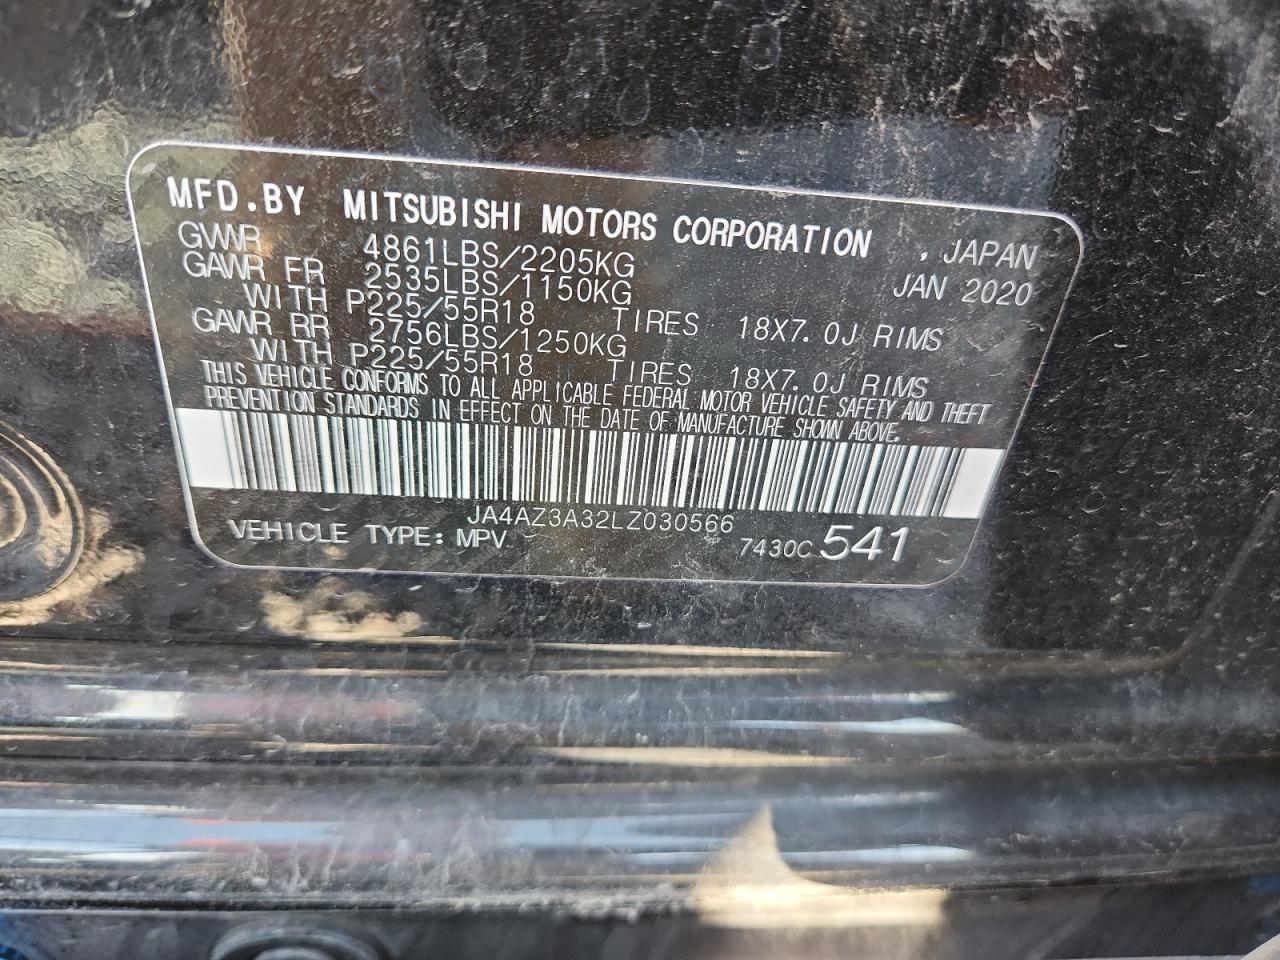 MFD.BY MITSUBISHI MOTORS CORPORATION , JAPAN
GVWR 4861LBS/2205KG JAN 2020
GAWR FR 2535LBS/1150KG
WITH P225/55R18 TIRES 18X7.0J RIMS
GAWR RR 2756LBS/1250KG
WITH P225/55R18 TIRES 18X7.0J RIMS
THIS VEHICLE CONFORMS TO ALL APPLICABLE FEDERAL MOTOR VEHICLE SAFETY AND THEFT
PREVENTION STANDARDS IN EFFECT ON THE DATE OF MANUFACTURE SHOWN ABOVE.
JA4AZ3A32LZ030566
VEHICLE TYPE: MPV 7430C 541